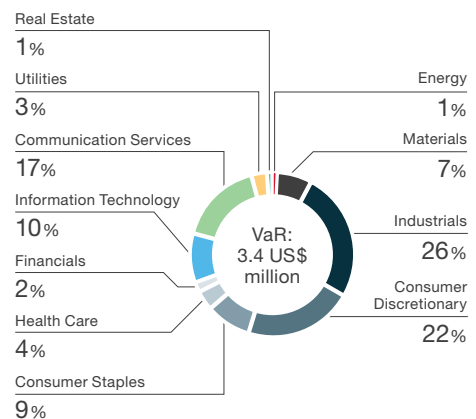 Real Estate
1%
Utilities
3%
Communication Services
17%
Information Technology
10%
Financials
2%
Health Care
4%
Consumer Staples
9%
VaR:
3.4 US$
million
Energy
1%
Materials
7%
Industrials
26%
Consumer
Discretionary
22%